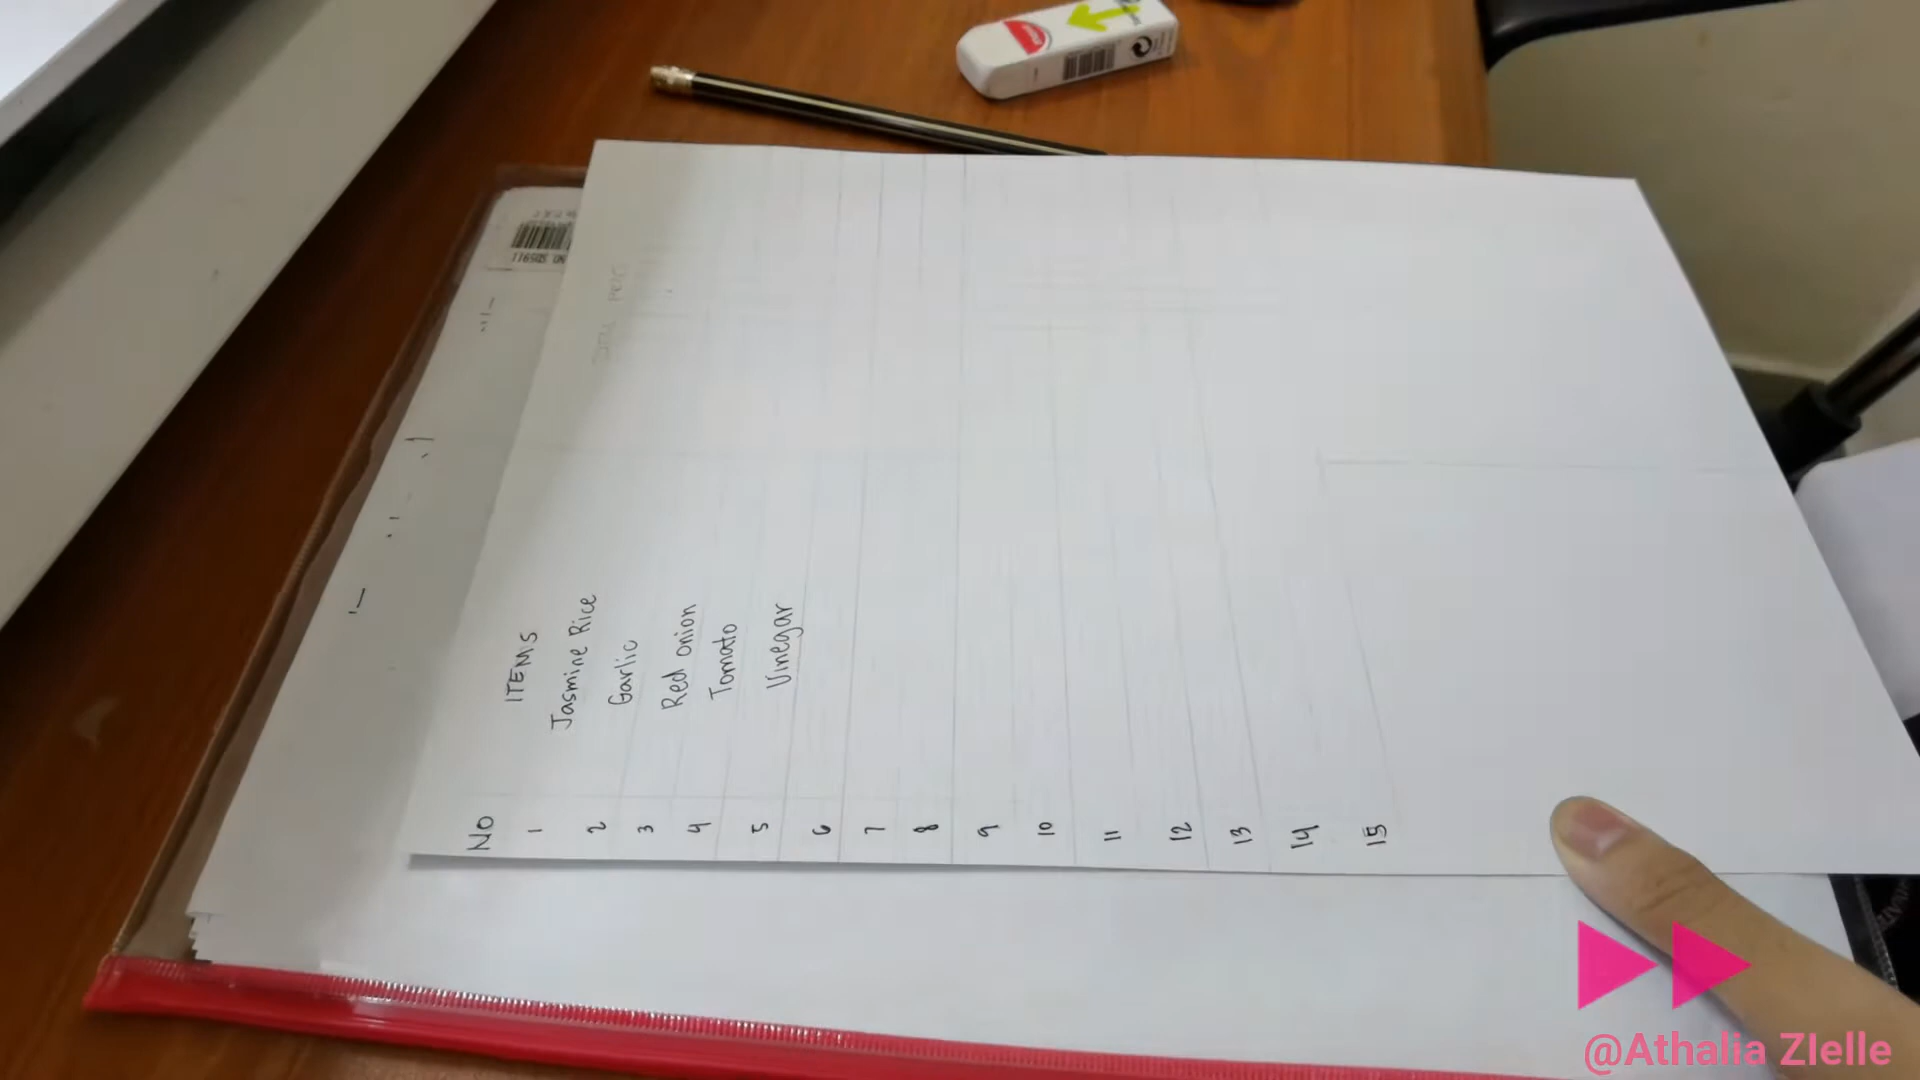 NO ITEMS
1 Jasmine Rice
2 Garlic
3 Red onion
4 Tomato
5 Vinegar
6
7
8
9
10
11
12
13
14
15
@Athalia ZIelle